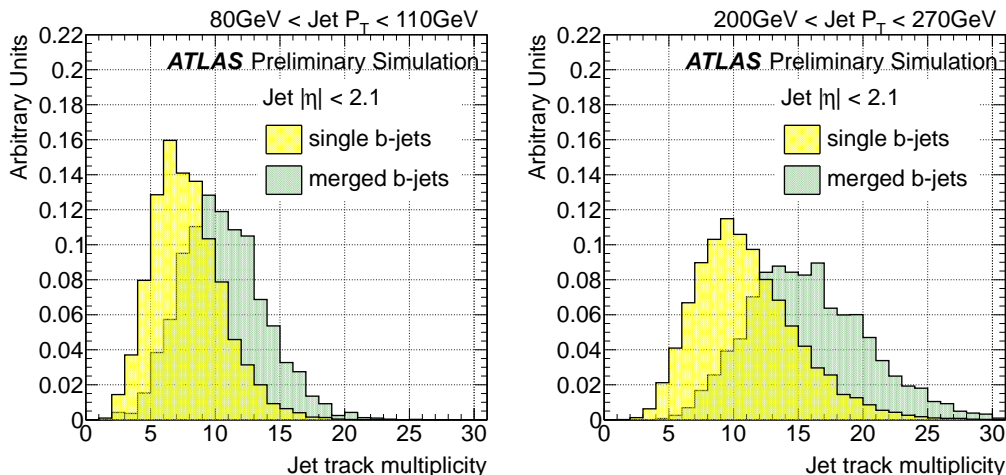 80GeV < Jet P_T < 110GeV
Arbitrary Units
0.22
0.2
0.18
0.16
0.14
0.12
0.1
0.08
0.06
0.04
0.02
0
ATLAS Preliminary Simulation
Jet |η| < 2.1
single b-jets
merged b-jets
0 5 10 15 20 25 30
Jet track multiplicity
200GeV < Jet P_T < 270GeV
Arbitrary Units
0.22
0.2
0.18
0.16
0.14
0.12
0.1
0.08
0.06
0.04
0.02
0
ATLAS Preliminary Simulation
Jet |η| < 2.1
single b-jets
merged b-jets
0 5 10 15 20 25 30
Jet track multiplicity